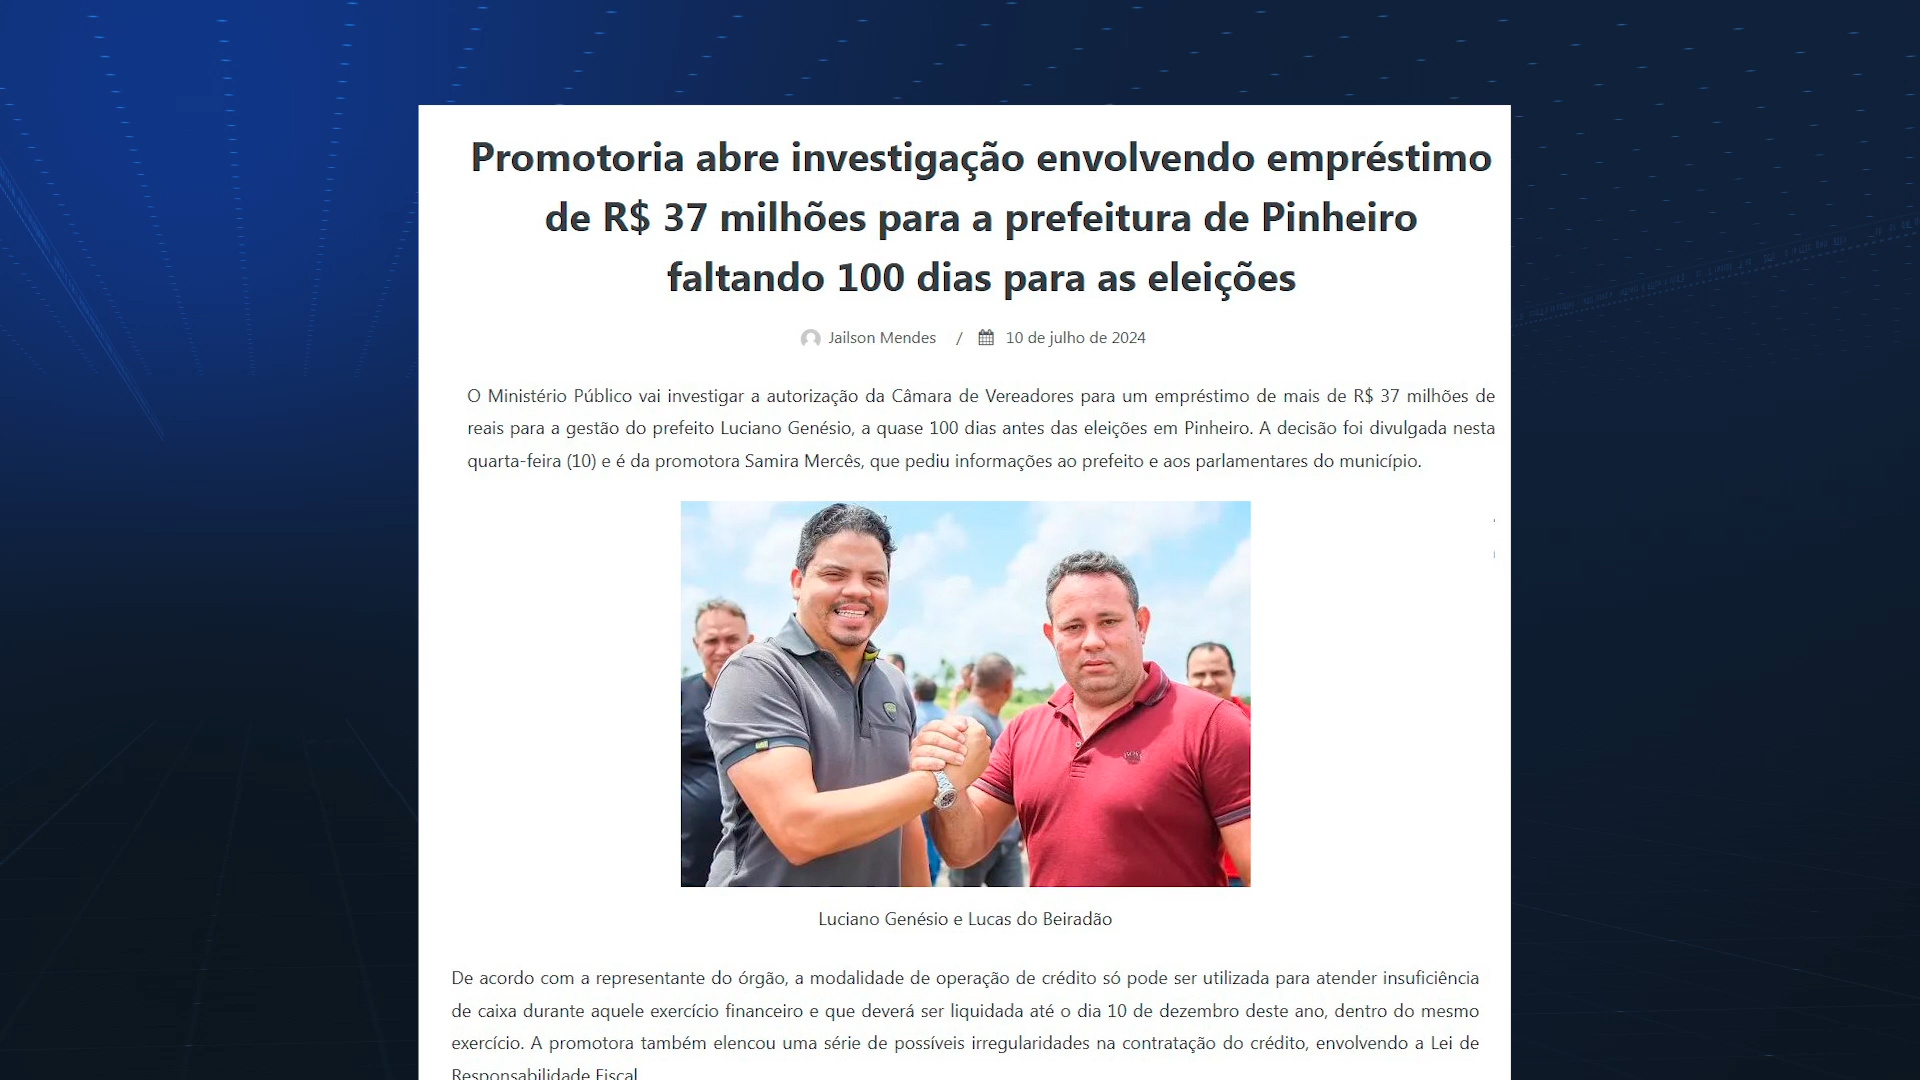 Promotoria abre investigação envolvendo empréstimo
de R$ 37 milhões para a prefeitura de Pinheiro
faltando 100 dias para as eleições
Jailson Mendes / 10 de julho de 2024
O Ministério Público vai investigar a autorização da Câmara de Vereadores para um empréstimo de mais de R$ 37 milhões de
reais para a gestão do prefeito Luciano Genésio, a quase 100 dias antes das eleições em Pinheiro. A decisão foi divulgada nesta
quarta-feira (10) e é da promotora Samira Mercês, que pediu informações ao prefeito e aos parlamentares do município.
Luciano Genésio e Lucas do Beiradão
De acordo com a representante do órgão, a modalidade de operação de crédito só pode ser utilizada para atender insuficiência
de caixa durante aquele exercício financeiro e que deverá ser liquidada até o dia 10 de dezembro deste ano, dentro do mesmo
exercício. A promotora também elencou uma série de possíveis irregularidades na contratação do crédito, envolvendo a Lei de
Responsabilidade Fiscal